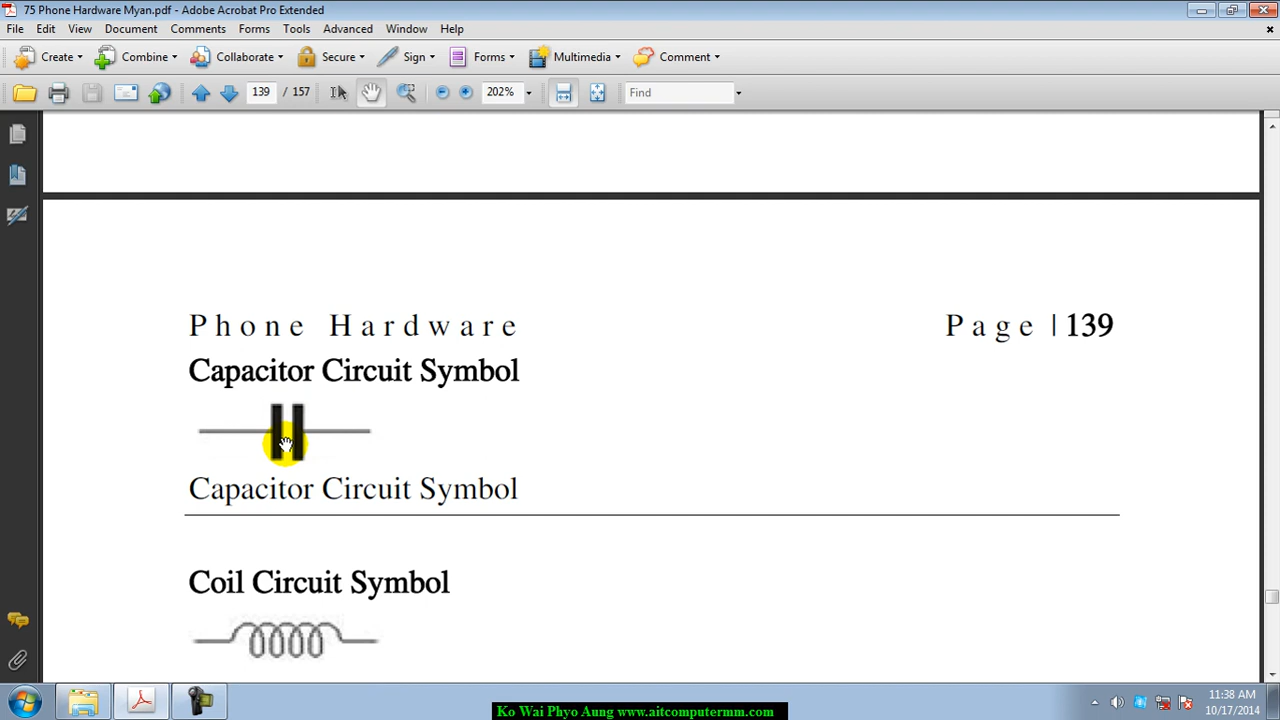 75 Phone Hardware Myan.pdf - Adobe Acrobat Pro Extended
File Edit View Document Comments Forms Tools Advanced Window Help
Create Combine Collaborate Secure Sign Forms Multimedia Comment
139 / 157 202% Find
Phone Hardware Page | 139
Capacitor Circuit Symbol
Capacitor Circuit Symbol
Coil Circuit Symbol
11:38 AM
10/17/2014
Ko Wai Phyo Aung www.aitcomputermm.com